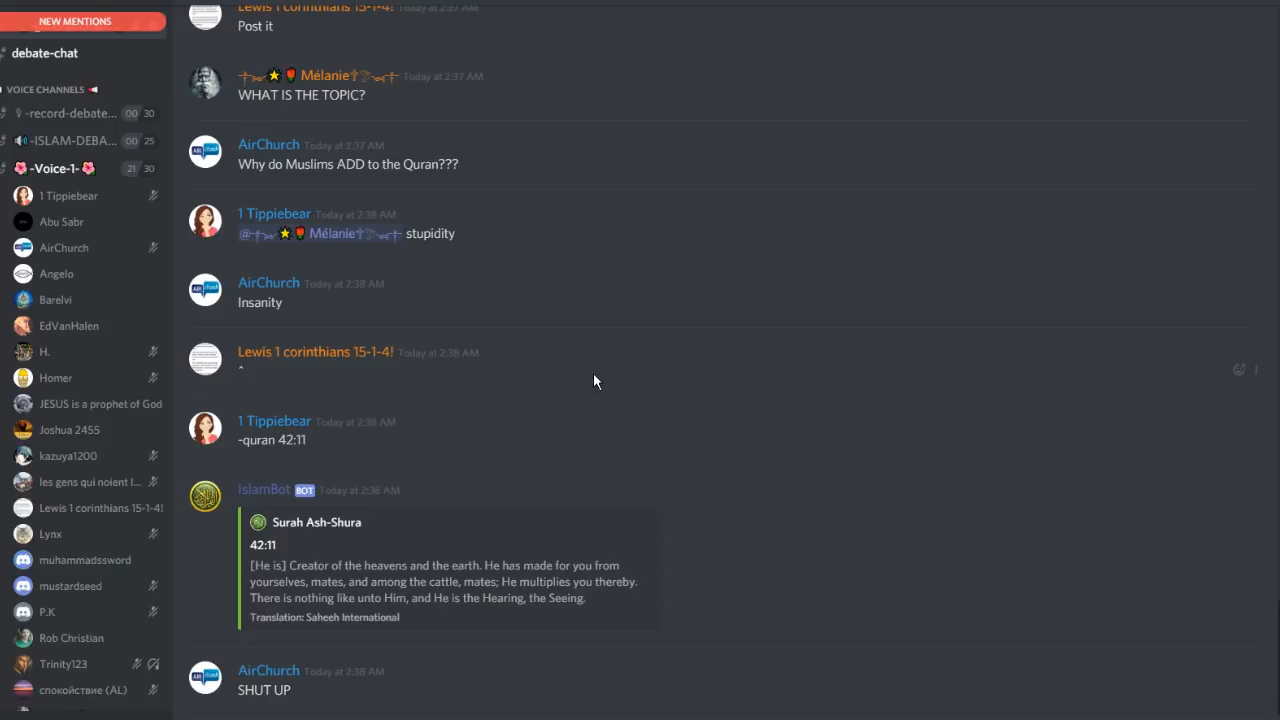 NEW MENTIONS
debate-chat
VOICE CHANNELS
-record-debate... 00 30
-ISLAM-DEBA... 00 25
-Voice-1- 21 30
1 Tippiebear
Abu Sabr
AirChurch
Angelo
Barelvi
EdVanHalen
H.
Homer
JESUS is a prophet of God
Joshua 2455
kazuya1200
les gens qui noient l...
Lewis 1 corinthians 15-1-4!
Lynx
muhammadssword
mustardseed
P.K
Rob Christian
Trinity123
спокойствие (AL)
Lewis 1 corinthians 15-1-4! Today at 2:37 AM
Post it
Mélanie Today at 2:37 AM
WHAT IS THE TOPIC?
AirChurch Today at 2:37 AM
Why do Muslims ADD to the Quran???
1 Tippiebear Today at 2:38 AM
@Mélanie stupidity
AirChurch Today at 2:38 AM
Insanity
Lewis 1 corinthians 15-1-4! Today at 2:38 AM
^
1 Tippiebear Today at 2:38 AM
-quran 42:11
IslamBot BOT Today at 2:38 AM
Surah Ash-Shura
42:11
[He is] Creator of the heavens and the earth. He has made for you from
yourselves, mates, and among the cattle, mates; He multiplies you thereby.
There is nothing like unto Him, and He is the Hearing, the Seeing.
Translation: Saheeh International
AirChurch Today at 2:38 AM
SHUT UP